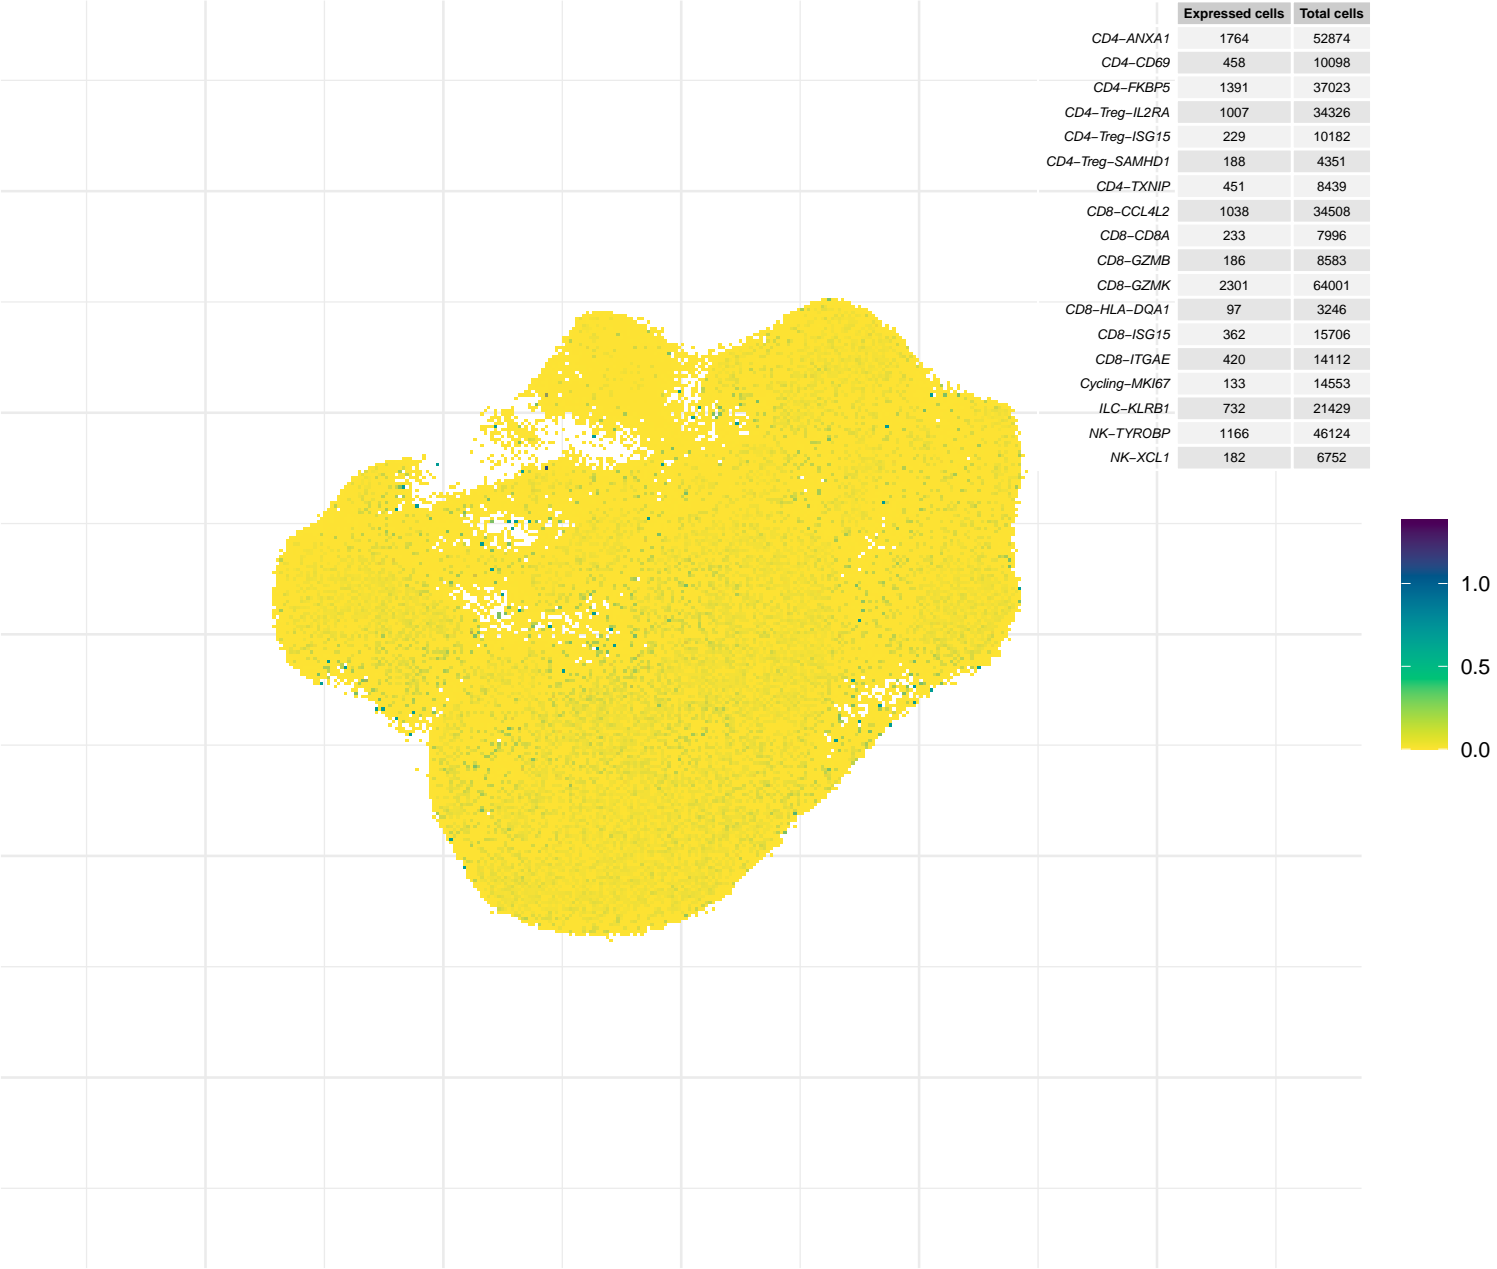 Expressed cells Total cells
CD4−ANXA1 1764 52874
CD4−CD69 458 10098
CD4−FKBP5 1391 37023
CD4−Treg−IL2RA 1007 34326
CD4−Treg−ISG15 229 10182
CD4−Treg−SAMHD1 188 4351
CD4−TXNIP 451 8439
CD8−CCL4L2 1038 34508
CD8−CD8A 233 7996
CD8−GZMB 186 8583
CD8−GZMK 2301 64001
CD8−HLA−DQA1 97 3246
CD8−ISG15 362 15706
CD8−ITGAE 420 14112
Cycling−MKI67 133 14553
ILC−KLRB1 732 21429
NK−TYROBP 1166 46124
NK−XCL1 182 6752
1.0
0.5
0.0